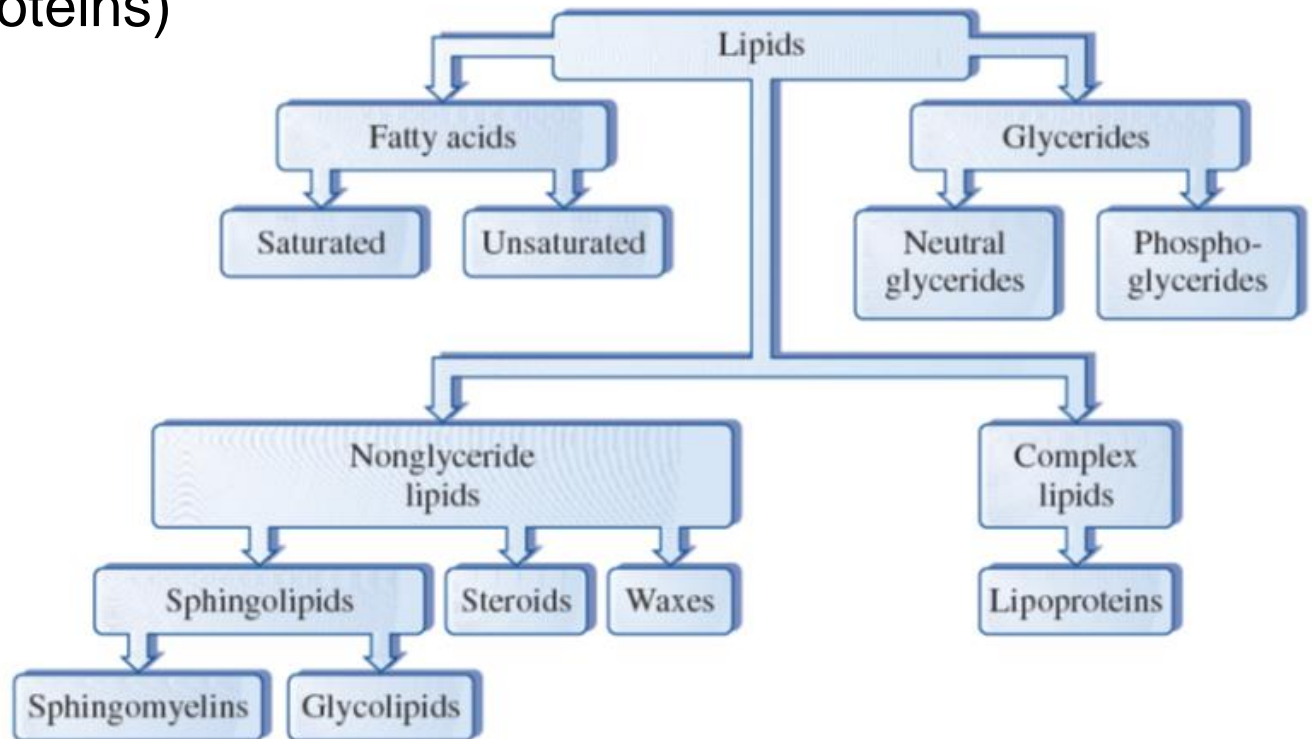 oteins)
Lipids
Fatty acids
Glycerides
Saturated
Unsaturated
Neutral
glycerides
Phospho-
glycerides
Nonglyceride
lipids
Complex
lipids
Sphingolipids
Steroids
Waxes
Lipoproteins
Sphingomyelins
Glycolipids